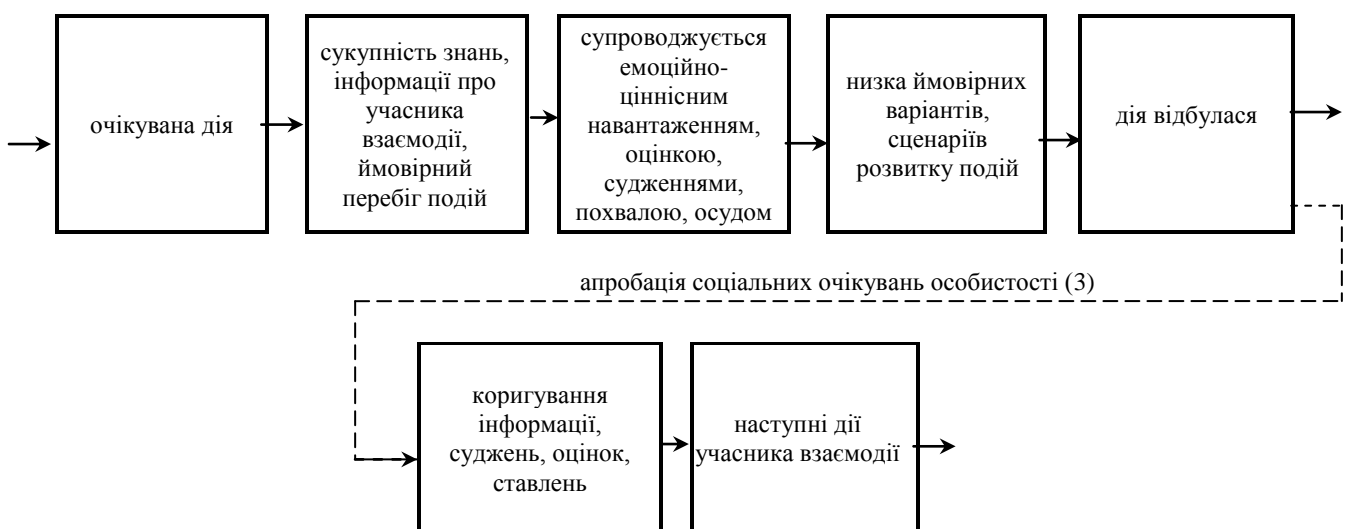 очікувана дія
сукупність знань,
інформації про
учасника
взаємодії,
ймовірний
перебіг подій
супроводжується
емоційно-
ціннісним
навантаженням,
оцінкою,
судженнями,
похвалою, осудом
низка ймовірних
варіантів,
сценаріїв
розвитку подій
дія відбулася
апробація соціальних очікувань особистості (3)
коригування
інформації,
суджень, оцінок,
ставлень
наступні дії
учасника взаємодії